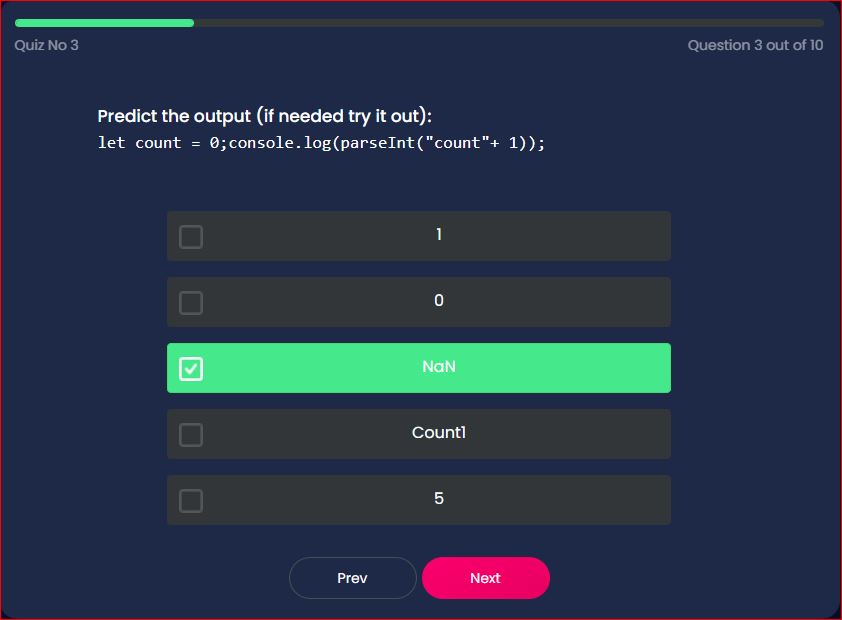 Quiz No 3
Question 3 out of 10
Predict the output (if needed try it out):
let count = 0;console.log(parseInt("count"+ 1));
1
0
NaN
Count1
5
Prev
Next